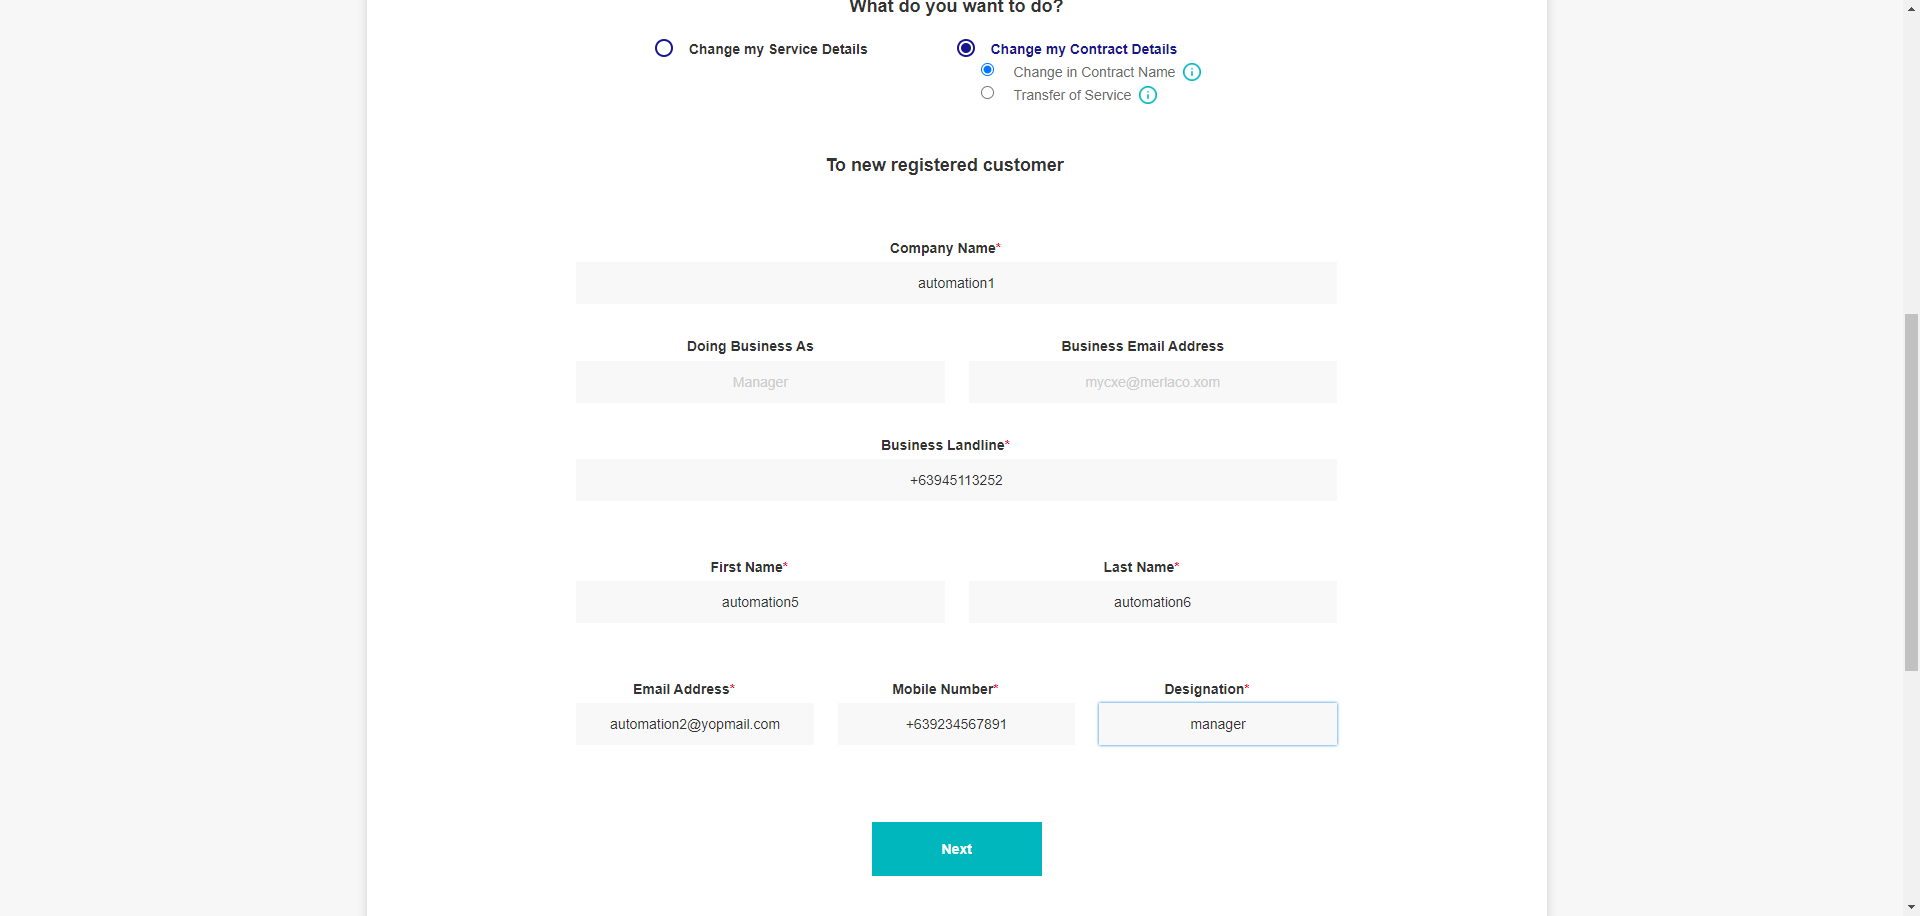 What do you want to do?
Change my Service Details
Change my Contract Details
Change in Contract Name
Transfer of Service
To new registered customer
Company Name*
automation1
Doing Business As
Business Email Address
Manager
mycxe@merlaco.xom
Business Landline*
+63945113252
First Name*
Last Name*
automation5
automation6
Email Address*
Mobile Number*
Designation*
automation2@yopmail.com
+639234567891
manager
Next